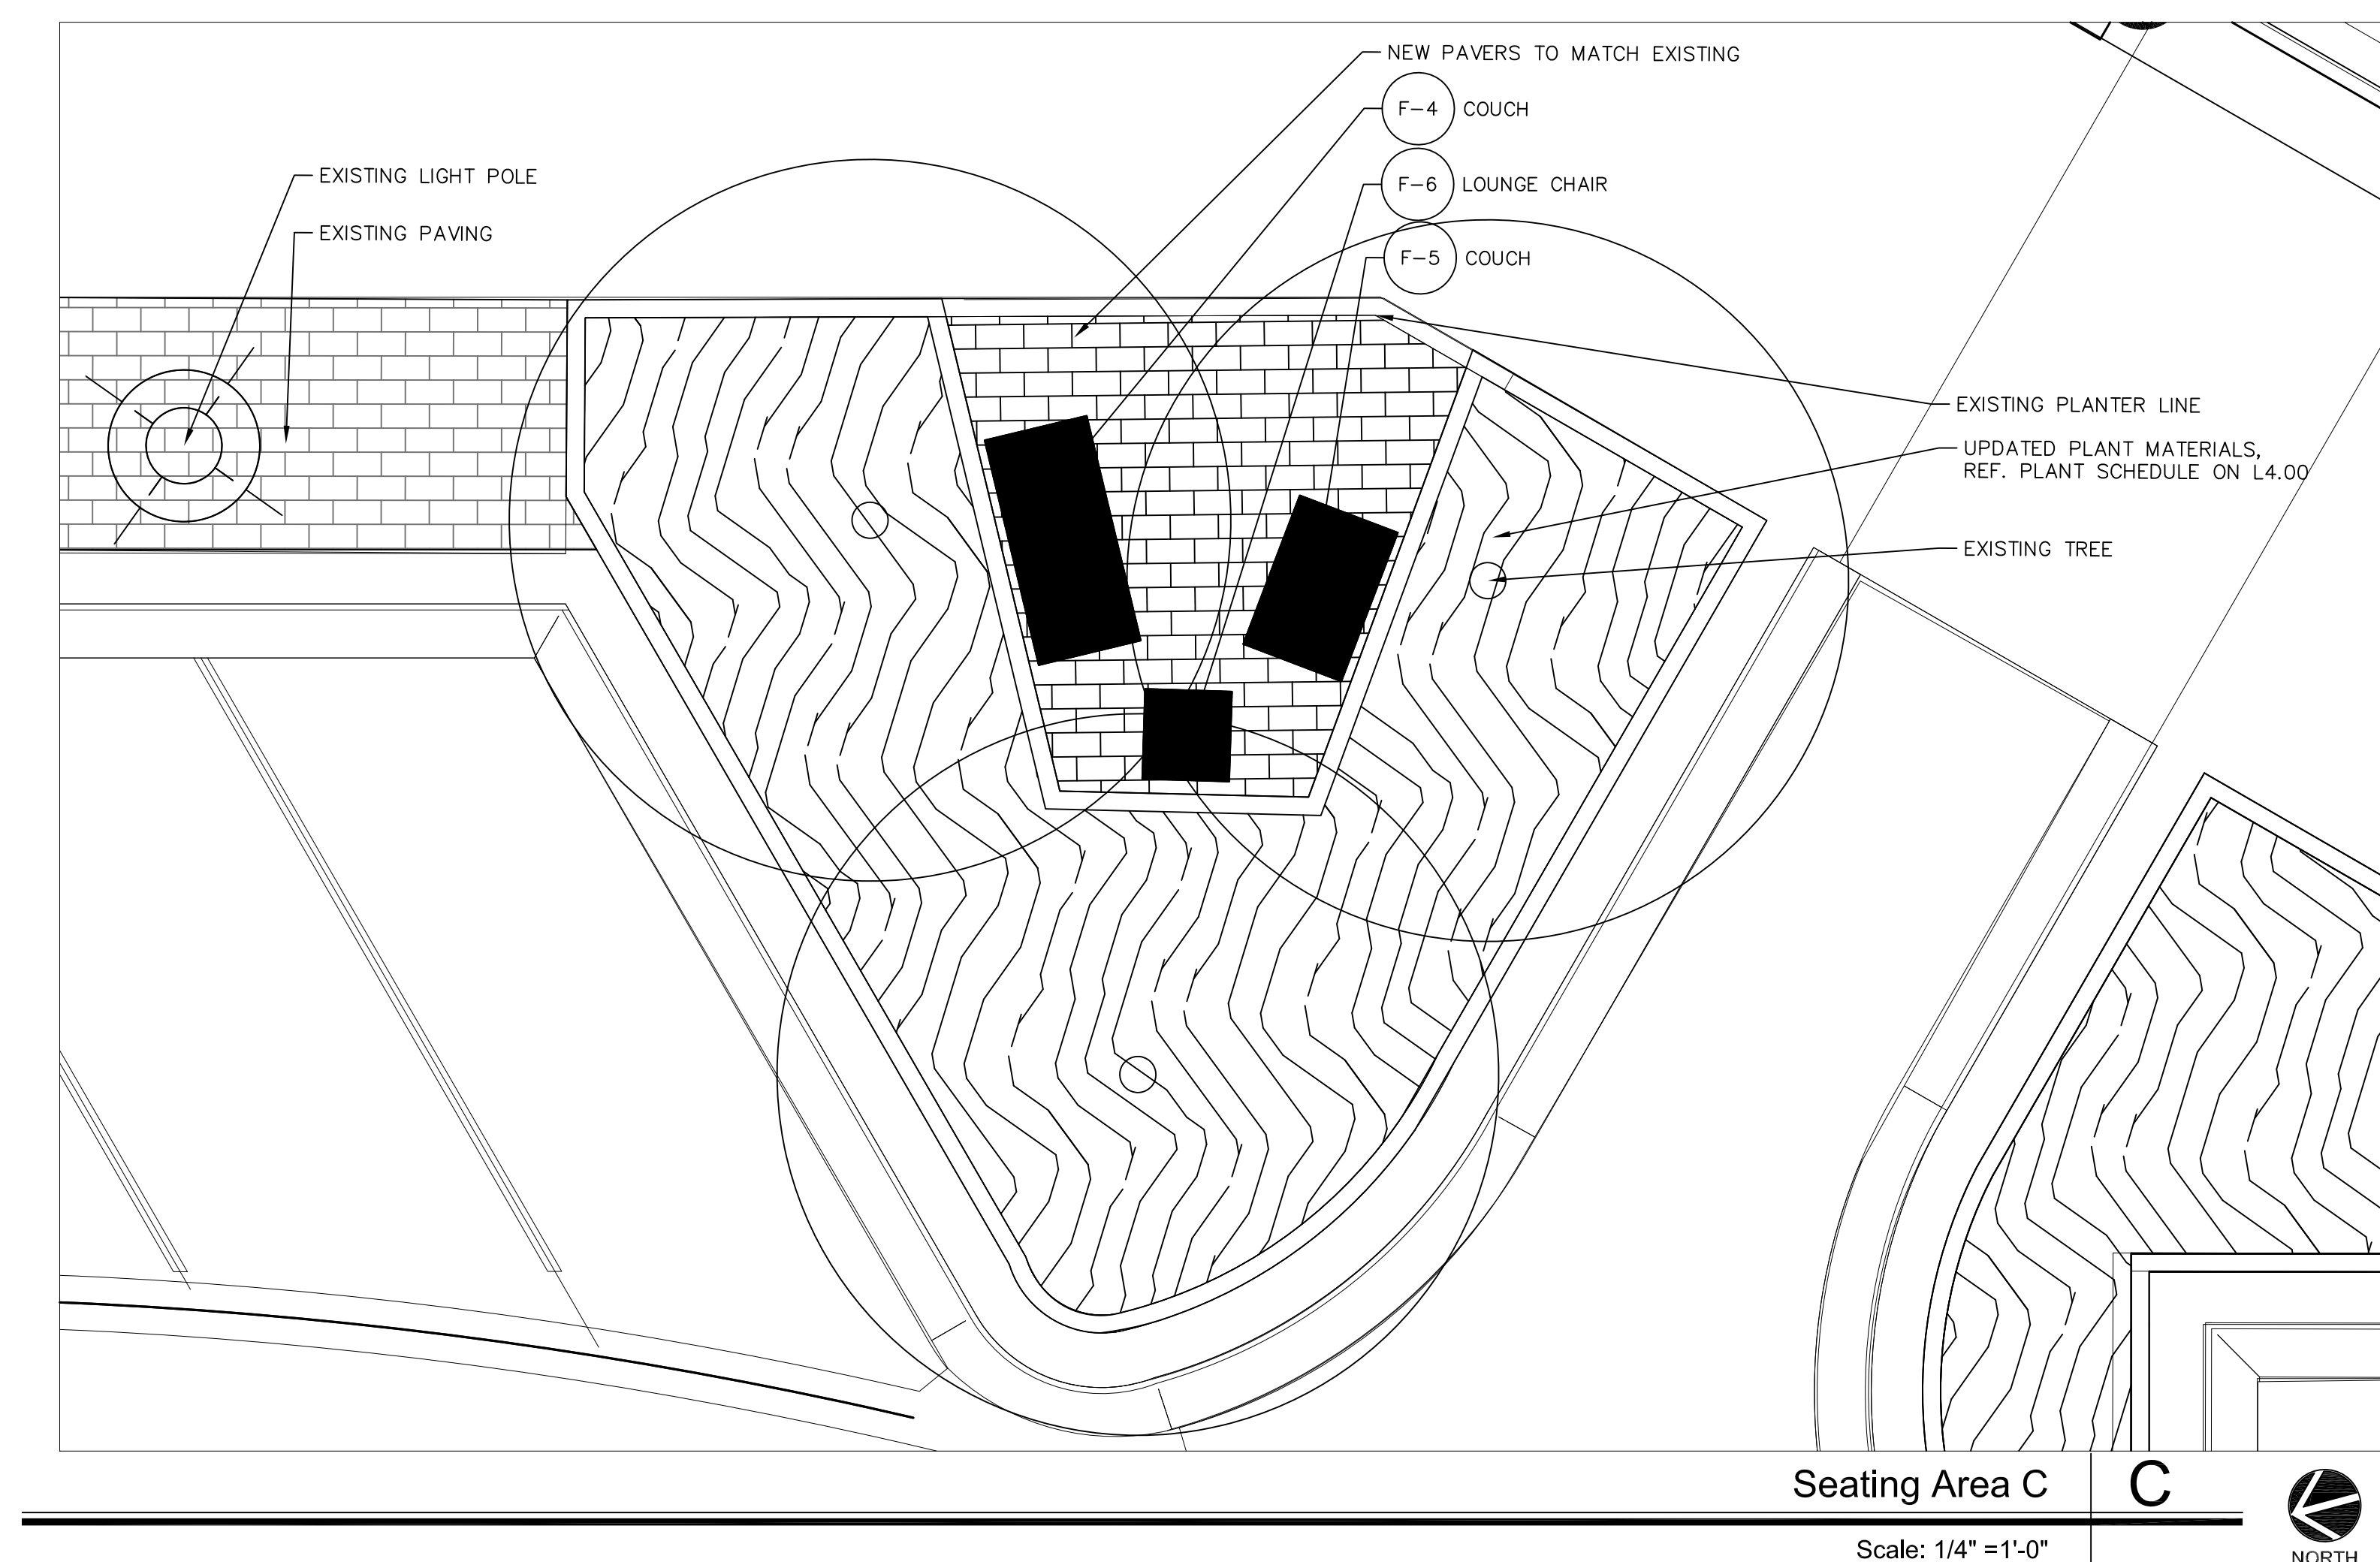 NEW PAVERS TO MATCH EXISTING
F-4 COUCH
EXISTING LIGHT POLE
F-6 LOUNGE CHAIR
EXISTING PAVING
F-5 COUCH
EXISTING PLANTER LINE
UPDATED PLANT MATERIALS,
REF. PLANT SCHEDULE ON L4.00
EXISTING TREE
Seating Area C
C
Scale: 1/4" =1'-0"
NORTH